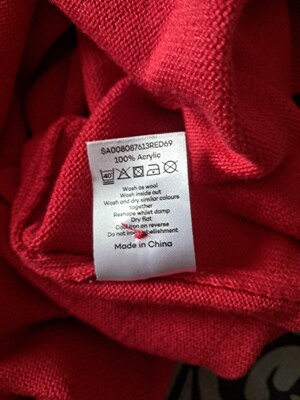 SA008087613RED69
100% Acrylic
40
Wash as wool
Wash inside out
Wash and dry similar colours
together
Reshape whilst damp
Dry flat
Cool iron on reverse
Do not iron embellishment
Made in China